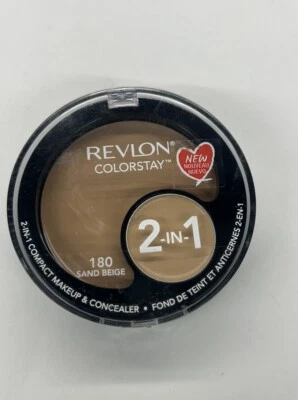 REVLON®
COLORSTAY™
NEW
NOUVEAU
NUEVO
2-IN-1
180
SAND BEIGE
2-IN-1 COMPACT MAKEUP & CONCEALER • FOND DE TEINT ET ANTICERNES 2-EN-1